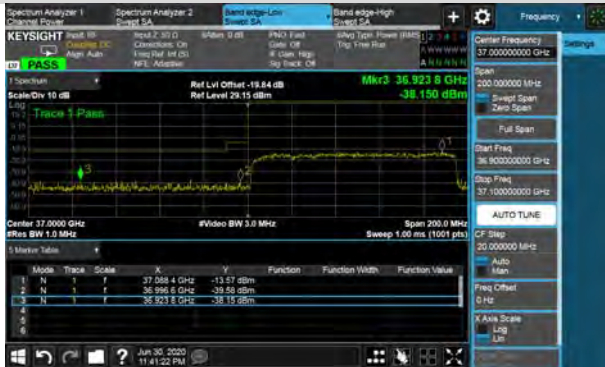 Spectrum Analyzer 1
Channel Power
Spectrum Analyzer 2
Swept SA
Band edge-Low
Swept SA
Band edge-High
Swept SA
Frequency
KEYSIGHT
Input: RF
Coupling: DC
Align: Auto
Input Z: 50 Ω
Corrections: On
Freq Ref: Int (S)
NFE: Adaptive
#Atten: 0 dB
PNO: Fast
Gate: Off
IF Gain: High
Sig Track: Off
#Avg Type: Power (RMS)
Trig: Free Run
PASS
Center Frequency
37.000000000 GHz
Settings
Span
200.000000 MHz
Swept Span
Zero Span
Full Span
Start Freq
36.900000000 GHz
Stop Freq
37.100000000 GHz
AUTO TUNE
CF Step
20.000000 MHz
Auto
Man
Freq Offset
0 Hz
X Axis Scale
Log
Lin
1 Spectrum
Scale/Div 10 dB
Ref Lvl Offset -19.84 dB
Ref Level 29.15 dBm
Mkr3 36.923 8 GHz
-38.150 dBm
Log
Trace 1 Pass
Center 37.0000 GHz
#Video BW 3.0 MHz
Span 200.0 MHz
#Res BW 1.0 MHz
Sweep 1.00 ms (1001 pts)
5 Marker Table
Mode Trace Scale X Y Function Function Width Function Value
1 N 1 f 37.088 4 GHz -13.57 dBm
2 N 1 f 36.996 6 GHz -39.58 dBm
3 N 1 f 36.923 8 GHz -38.15 dBm
4
5
6
Jun 30, 2020
11:41:22 PM